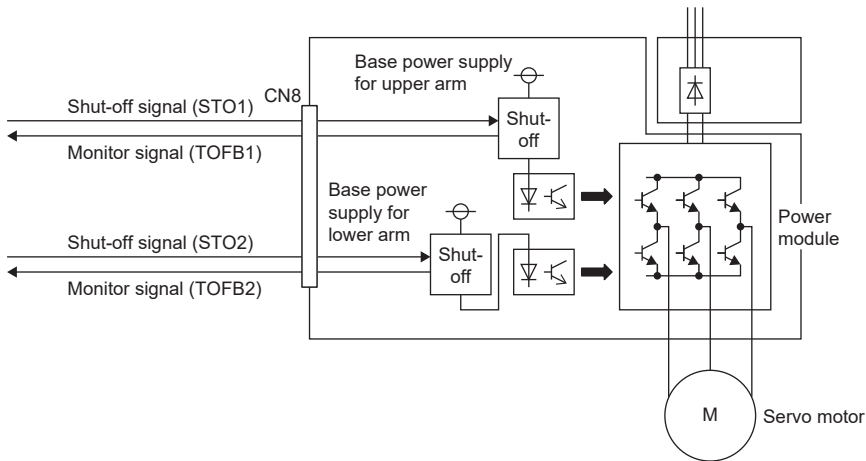 Base power supply
for upper arm
CN8
Shut-off signal (STO1)
Shut-
off
Monitor signal (TOFB1)
Base power
supply for
lower arm
Power
module
Shut-off signal (STO2)
Shut-
off
Monitor signal (TOFB2)
M
Servo motor